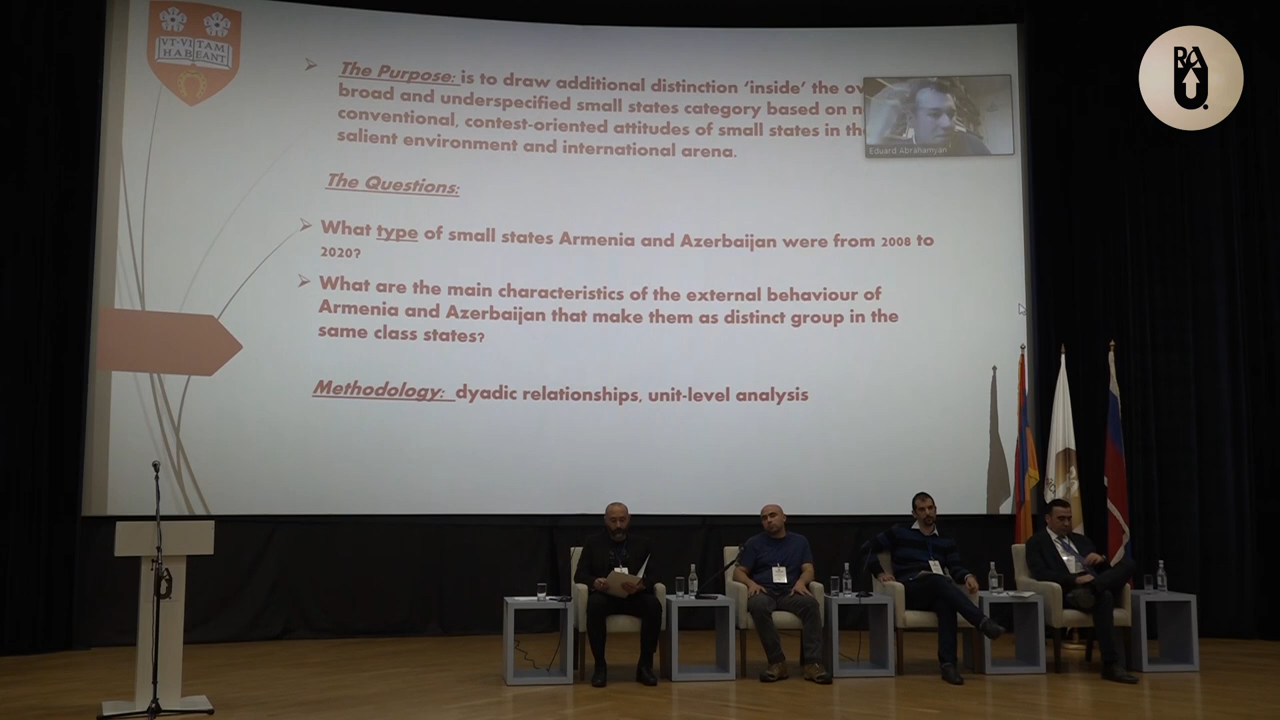 VT·VI TAM
HAB EANT
The Purpose: is to draw additional distinction ‘inside’ the
broad and underspecified small states category based on
conventional, contest-oriented attitudes of small states in
salient environment and international arena.
Eduard Abrahamyan
The Questions:
What type of small states Armenia and Azerbaijan were from 2008 to
2020?
What are the main characteristics of the external behaviour of
Armenia and Azerbaijan that make them as distinct group in the
same class states?
Methodology: dyadic relationships, unit-level analysis
RAU